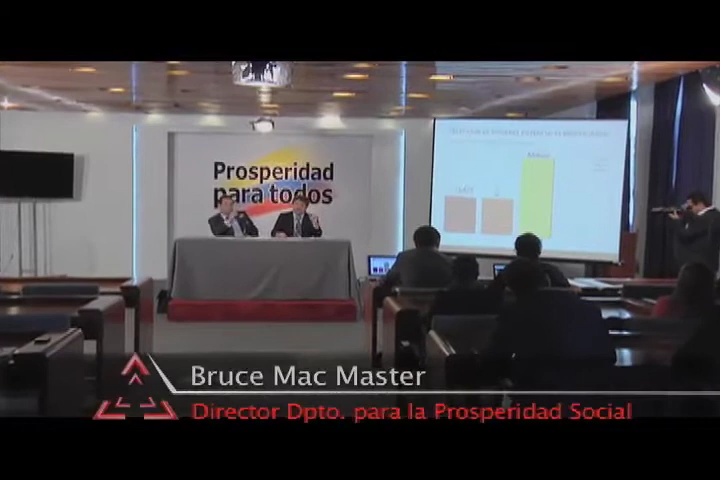 Prosperidad
para todos
Bruce Mac Master
Director Dpto. para la Prosperidad Social